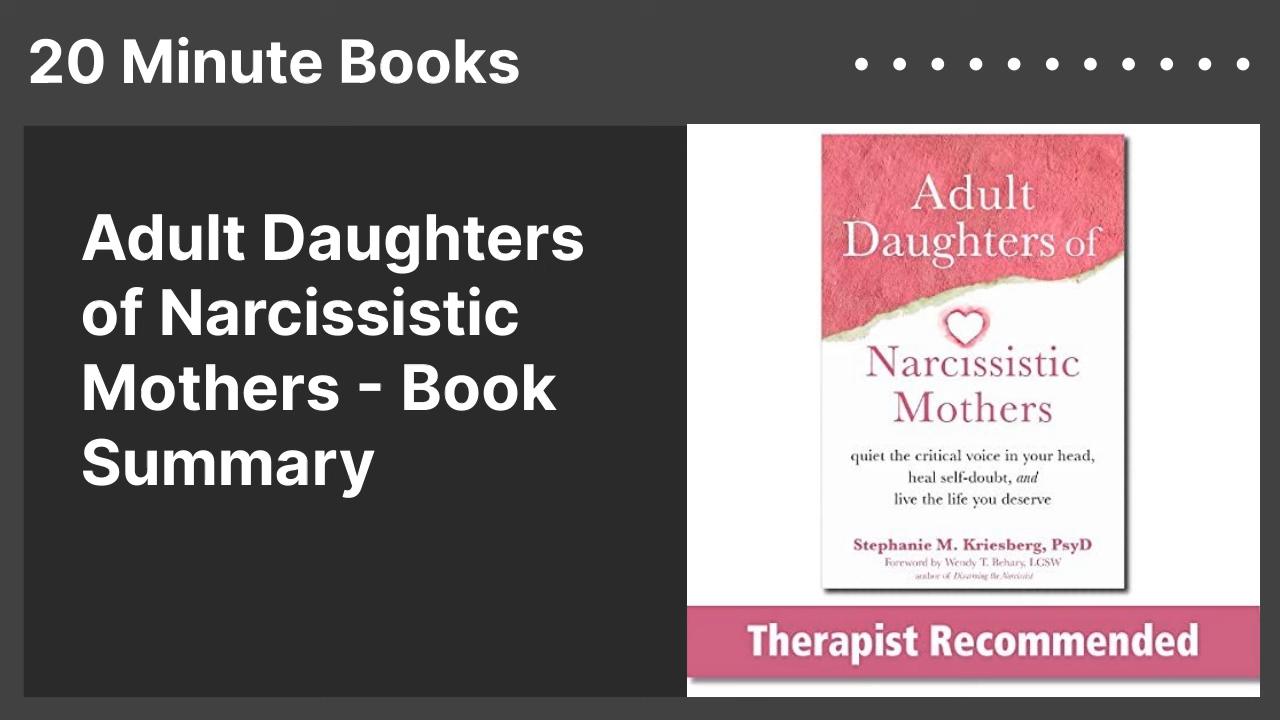 20 Minute Books
Adult Daughters
of Narcissistic
Mothers - Book
Summary
Adult
Daughters of
Narcissistic
Mothers
quiet the critical voice in your head,
heal self-doubt, and
live the life you deserve
Stephanie M. Kriesberg, PsyD
Foreword by Wendy T. Behary, LCSW
author of Disarming the Narcissist
Therapist Recommended